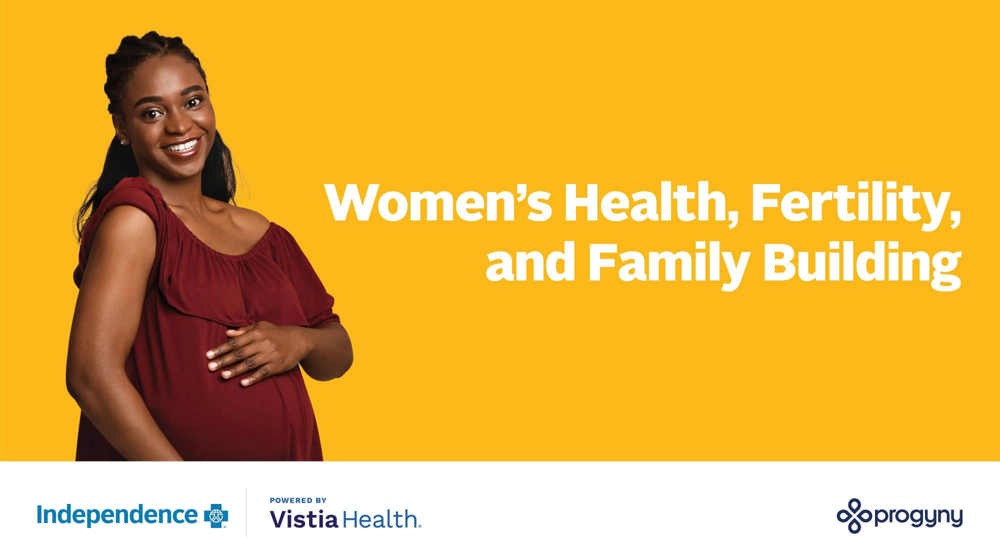 Women's Health, Fertility,
and Family Building
Independence
POWERED BY
Vistia Health®
progyny